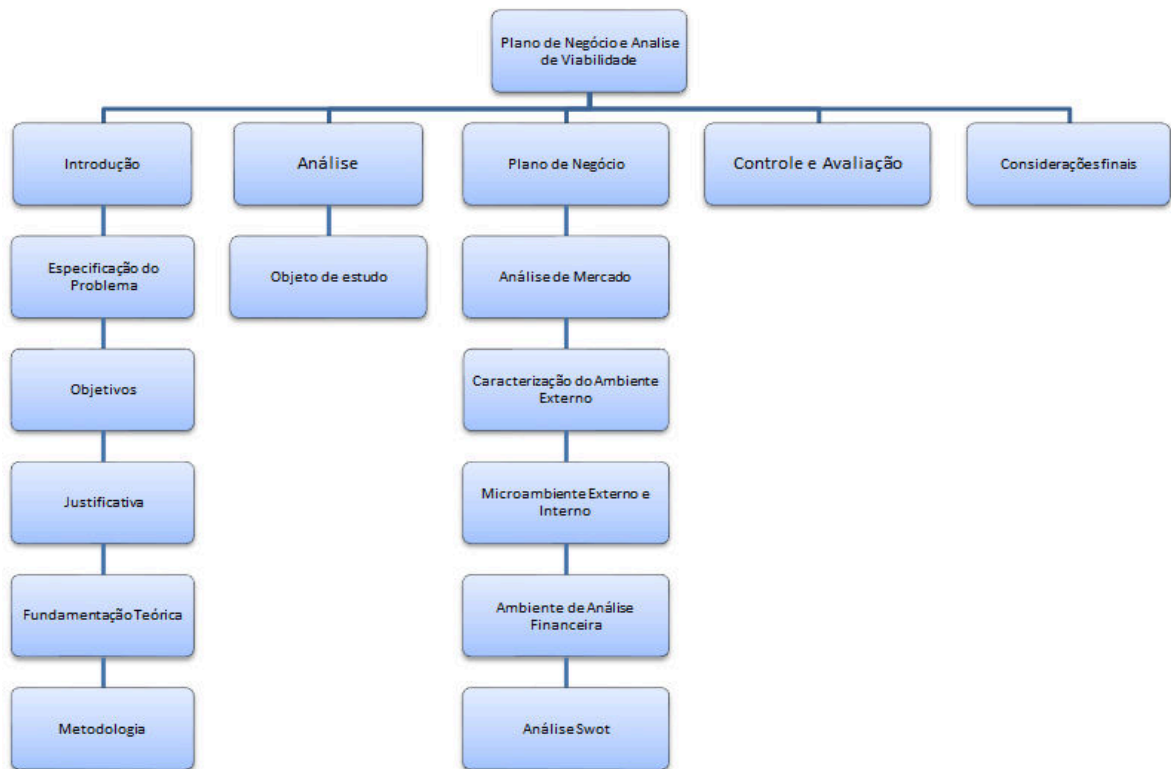 Plano de Negócio e Analise
de Viabilidade
Introdução
Análise
Plano de Negócio
Controle e Avaliação
Considerações finais
Especificação do
Problema
Objeto de estudo
Análise de Mercado
Objetivos
Caracterização do Ambiente
Externo
Justificativa
Microambiente Externo e
Interno
Fundamentação Teórica
Ambiente de Análise
Financeira
Metodologia
Análise Swot